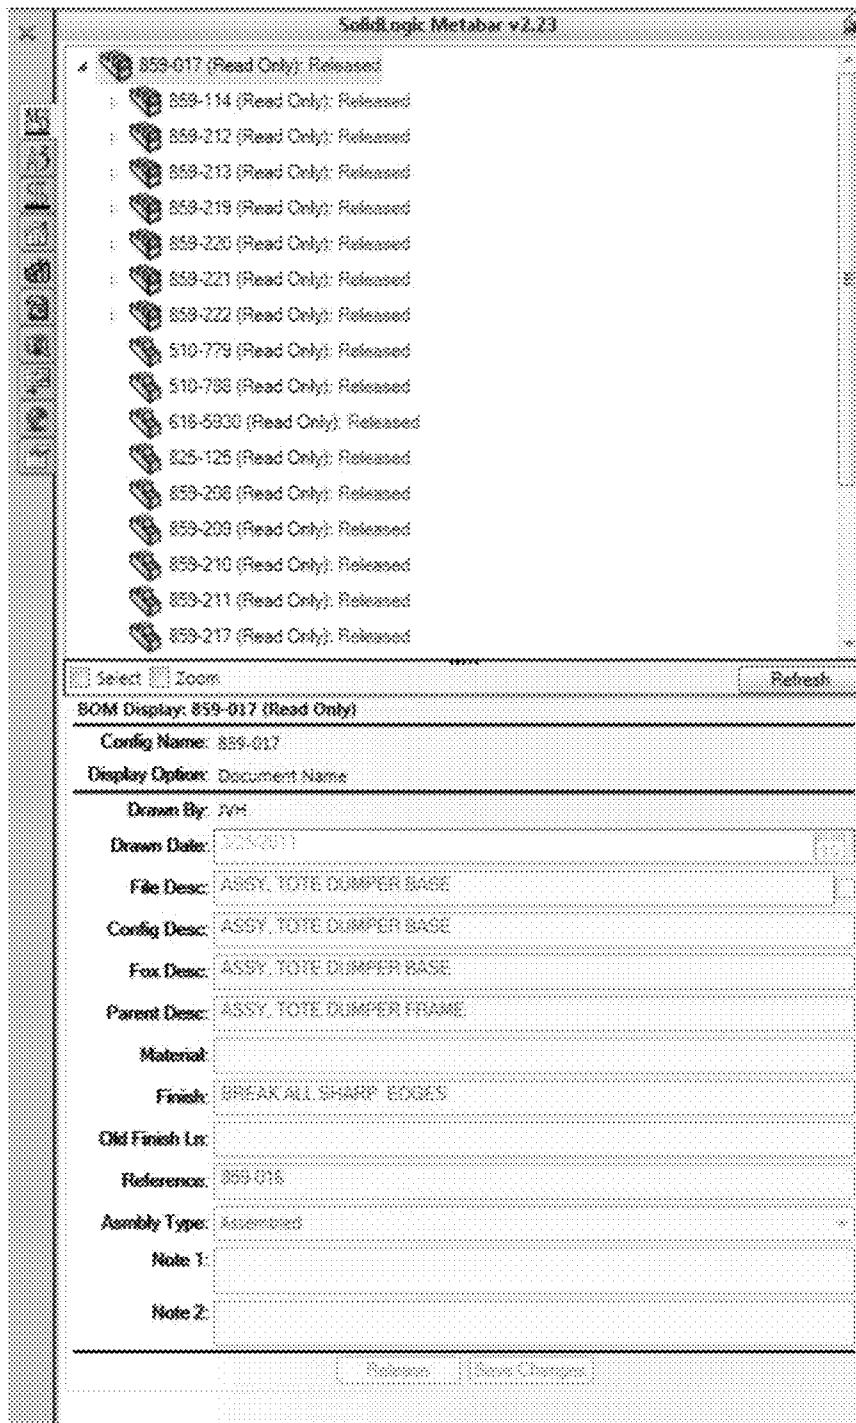 SolidLogic Metabar v2.23
859-017 (Read Only): Released
859-114 (Read Only): Released
859-212 (Read Only): Released
859-213 (Read Only): Released
859-219 (Read Only): Released
859-220 (Read Only): Released
859-221 (Read Only): Released
859-222 (Read Only): Released
510-779 (Read Only): Released
510-788 (Read Only): Released
616-5930 (Read Only): Released
825-126 (Read Only): Released
859-208 (Read Only): Released
859-209 (Read Only): Released
859-210 (Read Only): Released
859-211 (Read Only): Released
859-217 (Read Only): Released
Select Zoom Refresh
BOM Display: 859-017 (Read Only)
Config Name: 859-017
Display Option: Document Name
Drawn By: JVH
Drawn Date: 3/25/2011
File Desc: ASSY, TOTE DUMPER BASE
Config Desc: ASSY, TOTE DUMPER BASE
Fox Desc: ASSY, TOTE DUMPER BASE
Parent Desc: ASSY, TOTE DUMPER FRAME
Material:
Finish: BREAK ALL SHARP EDGES
Old Finish Ln:
Reference: 859-016
Asmbly Type: Assembled
Note 1:
Note 2:
Release Save Changes